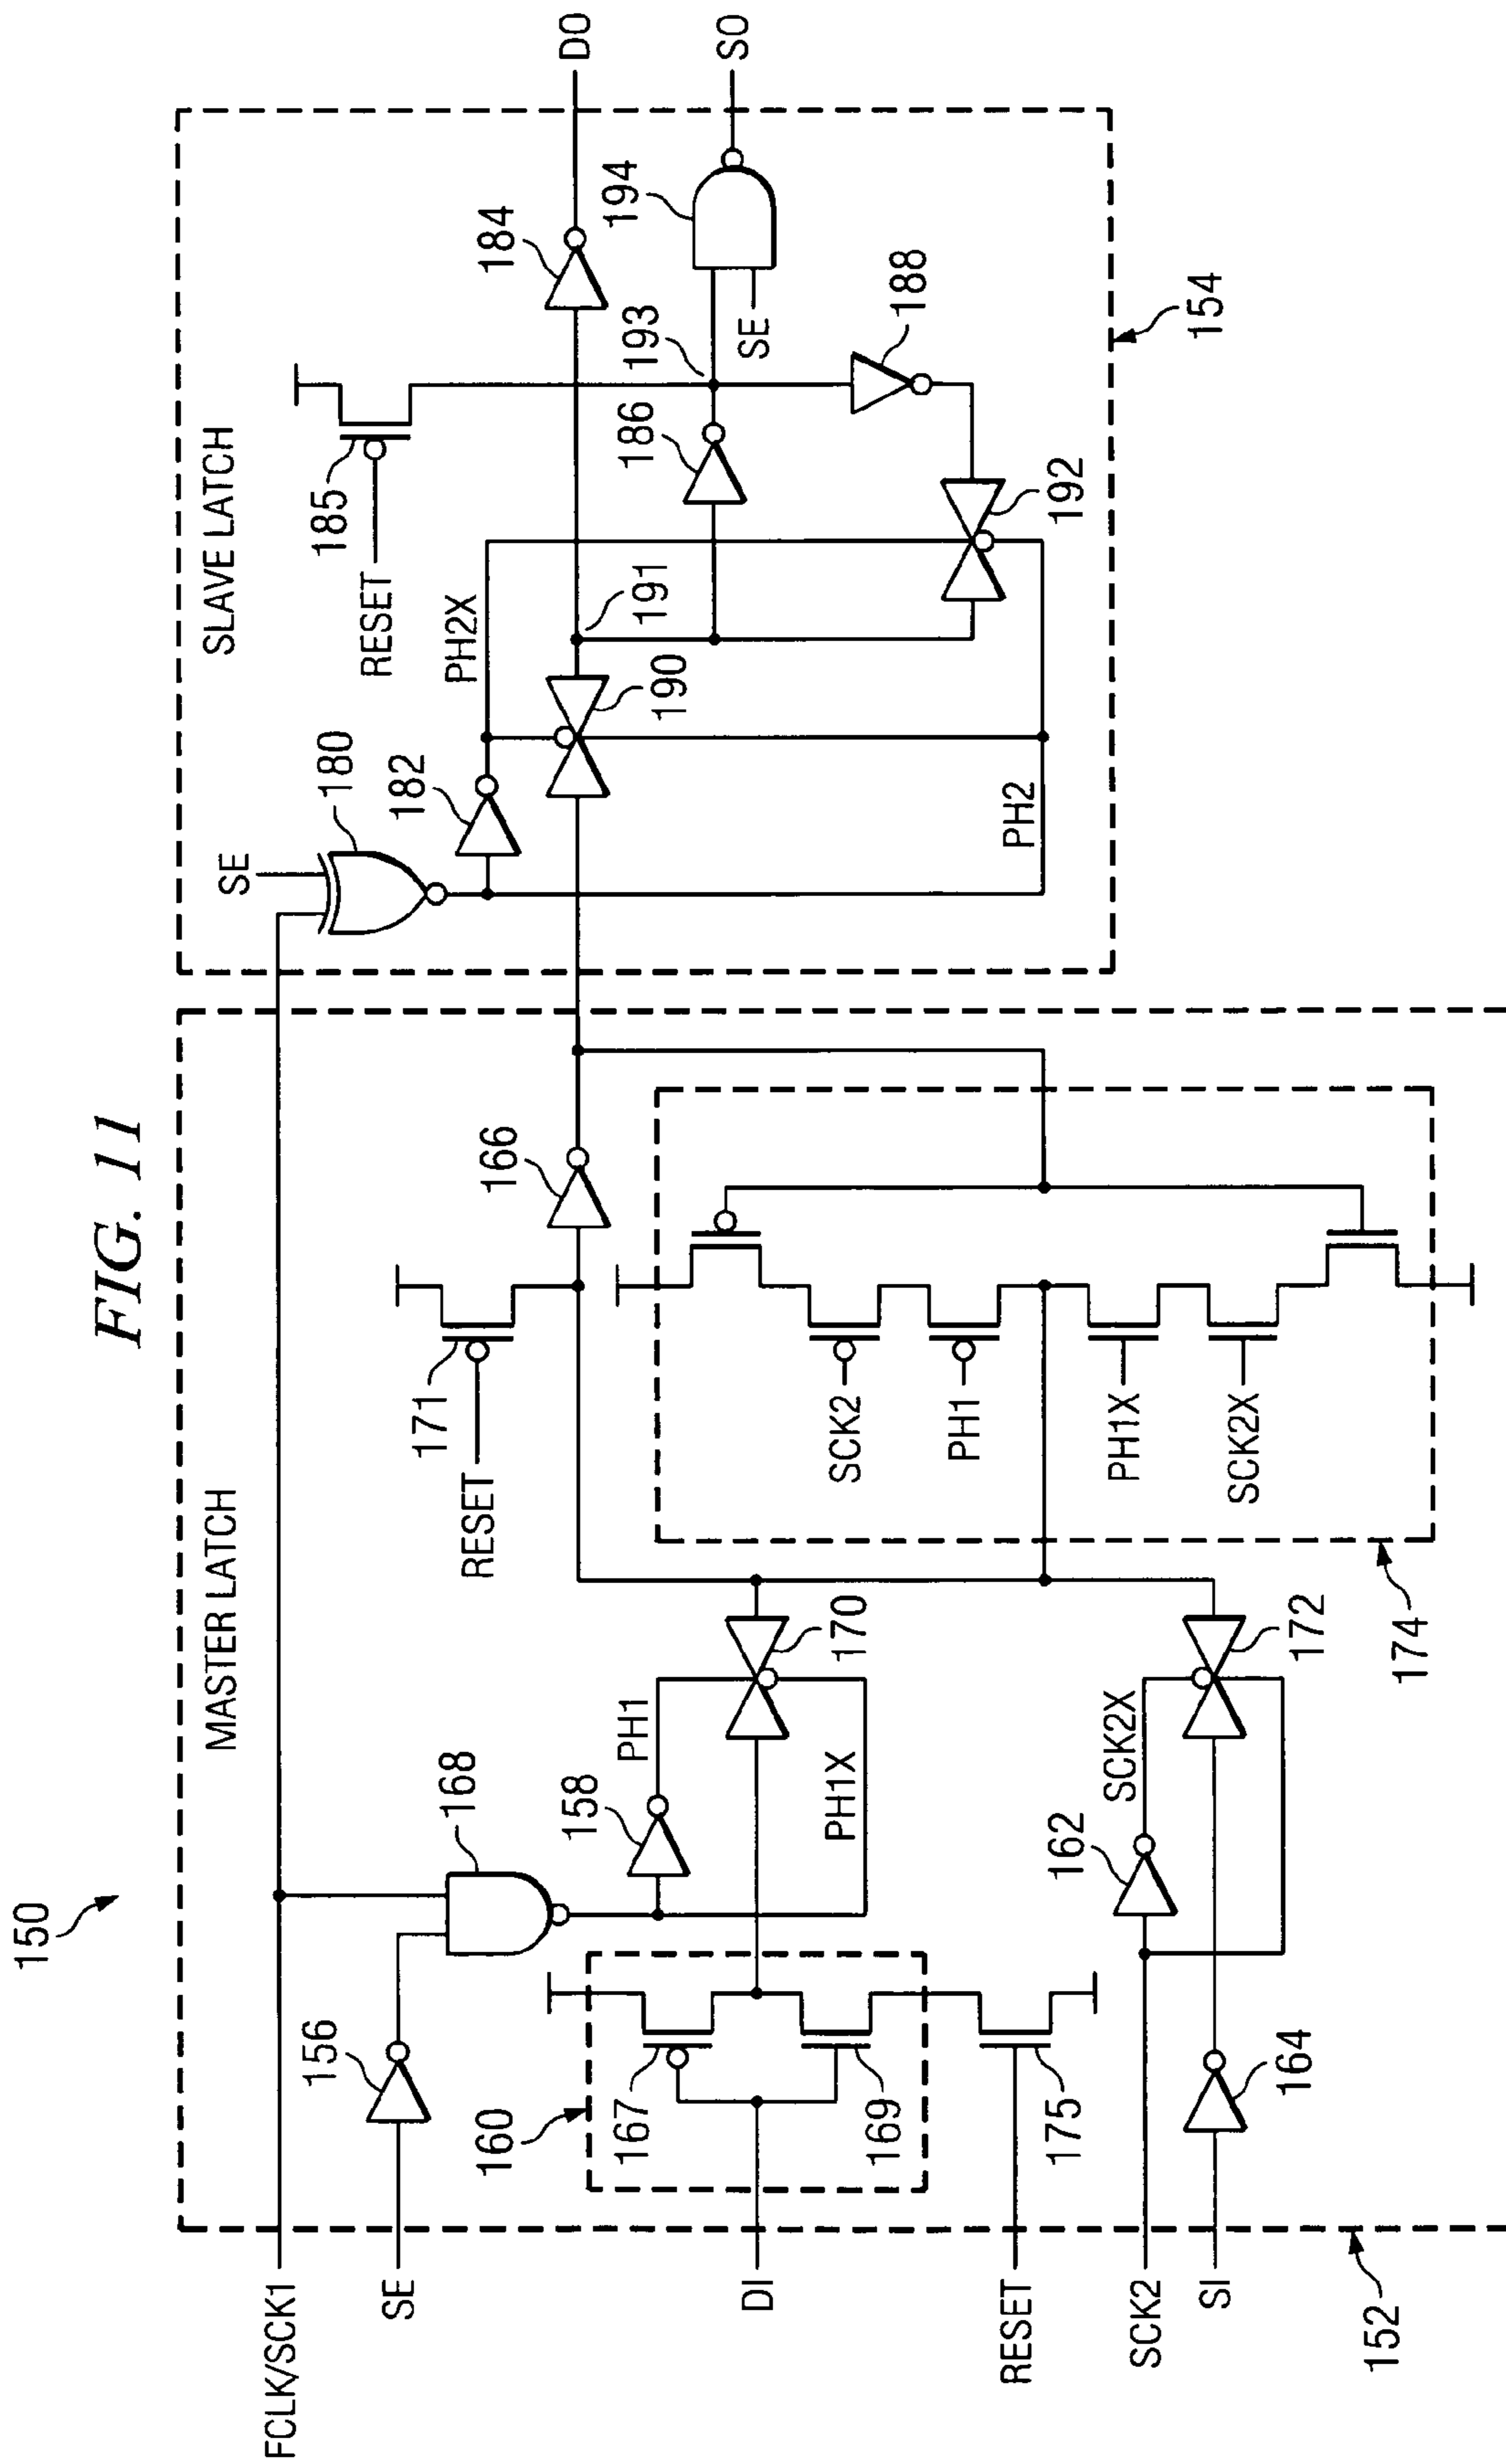 FIG. 11
150
MASTER LATCH
SLAVE LATCH
FCLK/SCK1
SE
156
168
158
PH1
PH1X
170
160
167
169
DI
175
RESET
SCK2
SI
162
SCK2X
172
164
152
171
RESET
166
SCK2
PH1
PH1X
SCK2X
174
SE
180
182
PH2X
190
PH2
191
185
RESET
186
193
184
DO
194
SE
SO
188
192
154